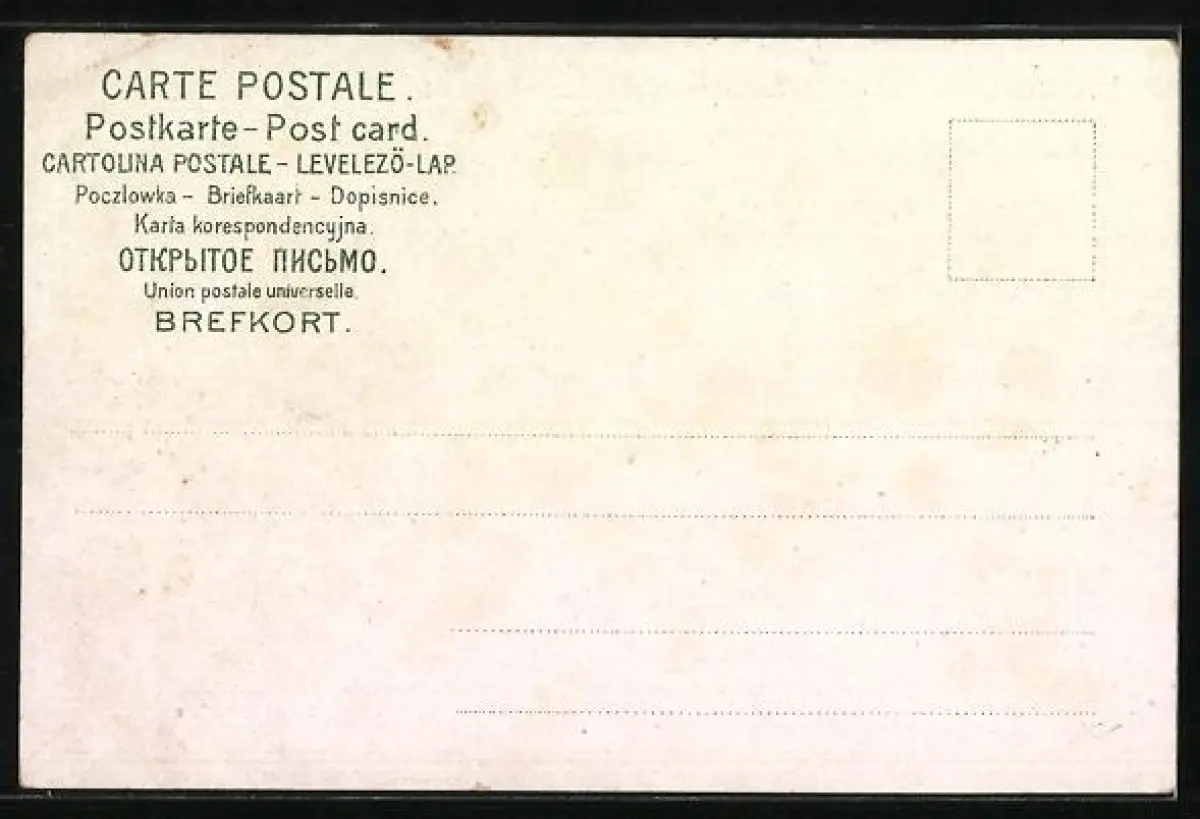 CARTE POSTALE.
Postkarte - Post card.
CARTOLINA POSTALE - LEVELEZÖ-LAP.
Poczlowka - Briefkaart - Dopisnice.
Karta korespondencyjna.
ОТКРЫТОЕ ПИСЬМО.
Union postale universelle.
BREFKORT.